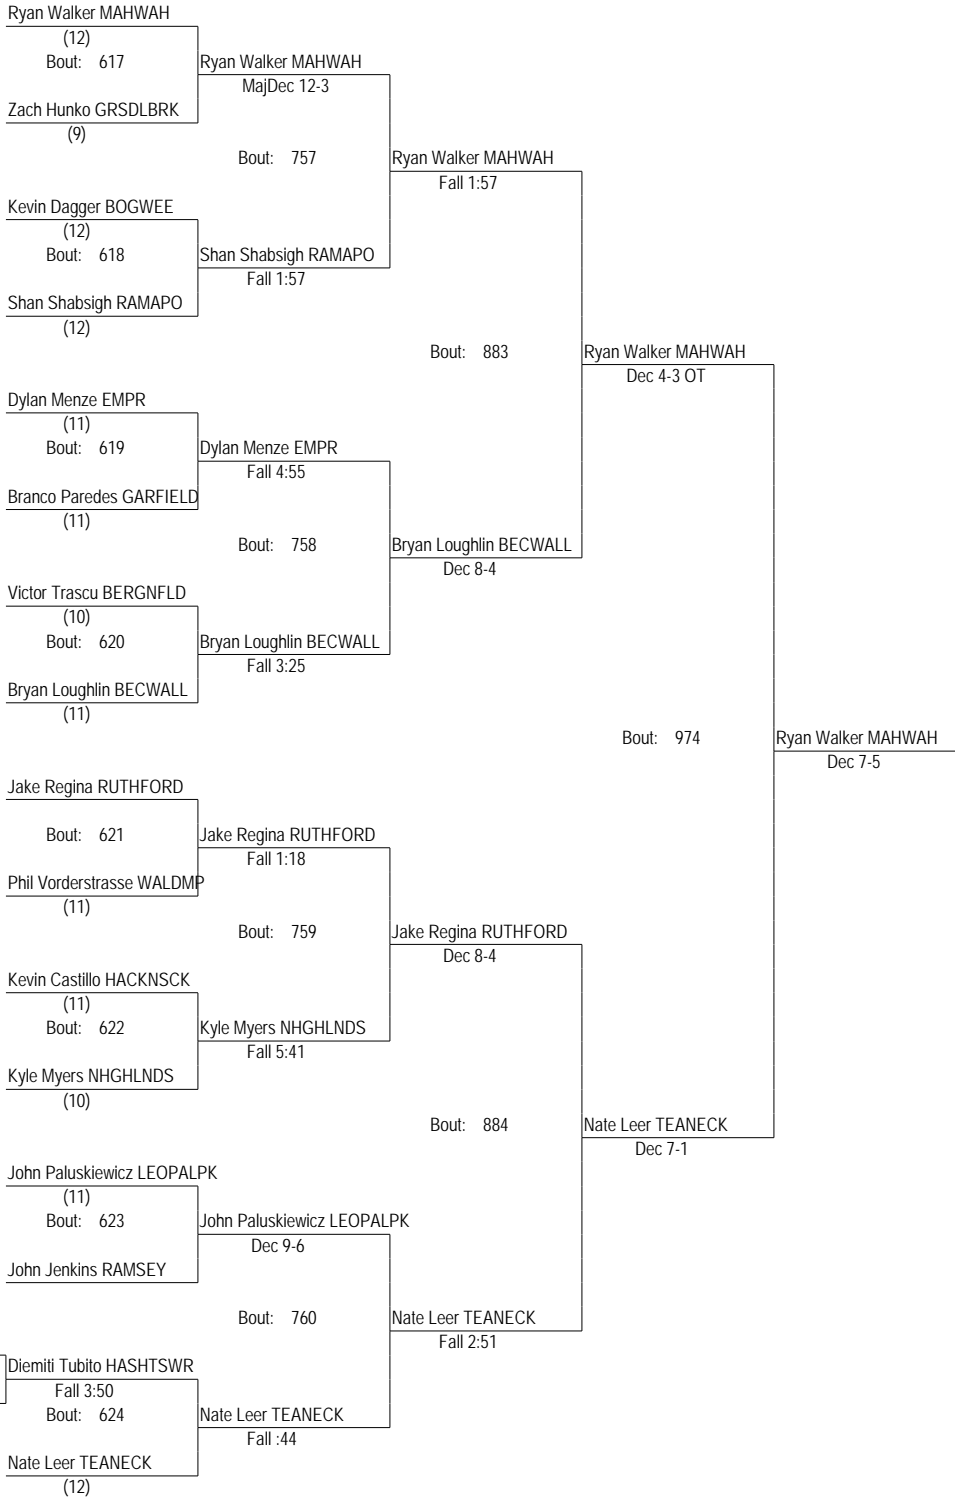 Ryan Walker MAHWAH
(12)
Bout: 617
Ryan Walker MAHWAH
MajDec 12-3
Zach Hunko GRSDLBRK
(9)
Bout: 757
Ryan Walker MAHWAH
Fall 1:57
Kevin Dagger BOGWEE
(12)
Bout: 618
Shan Shabsigh RAMAPO
Fall 1:57
Shan Shabsigh RAMAPO
(12)
Bout: 883
Ryan Walker MAHWAH
Dec 4-3 OT
Dylan Menze EMPR
(11)
Bout: 619
Dylan Menze EMPR
Fall 4:55
Branco Paredes GARFIELD
(11)
Bout: 758
Bryan Loughlin BECWALL
Dec 8-4
Victor Trascu BERGNFLD
(10)
Bout: 620
Bryan Loughlin BECWALL
Fall 3:25
Bryan Loughlin BECWALL
(11)
Bout: 974
Ryan Walker MAHWAH
Dec 7-5
Jake Regina RUTHFORD
Bout: 621
Jake Regina RUTHFORD
Fall 1:18
Phil Vorderstrasse WALDMP
(11)
Bout: 759
Jake Regina RUTHFORD
Dec 8-4
Kevin Castillo HACKNSCK
(11)
Bout: 622
Kyle Myers NHGHLNDS
Fall 5:41
Kyle Myers NHGHLNDS
(10)
Bout: 884
Nate Leer TEANECK
Dec 7-1
John Paluskiewicz LEOPALPK
(11)
Bout: 623
John Paluskiewicz LEOPALPK
Dec 9-6
John Jenkins RAMSEY
Bout: 760
Nate Leer TEANECK
Fall 2:51
Diemiti Tubito HASHTSWR
Fall 3:50
Bout: 624
Nate Leer TEANECK
Fall :44
Nate Leer TEANECK
(12)